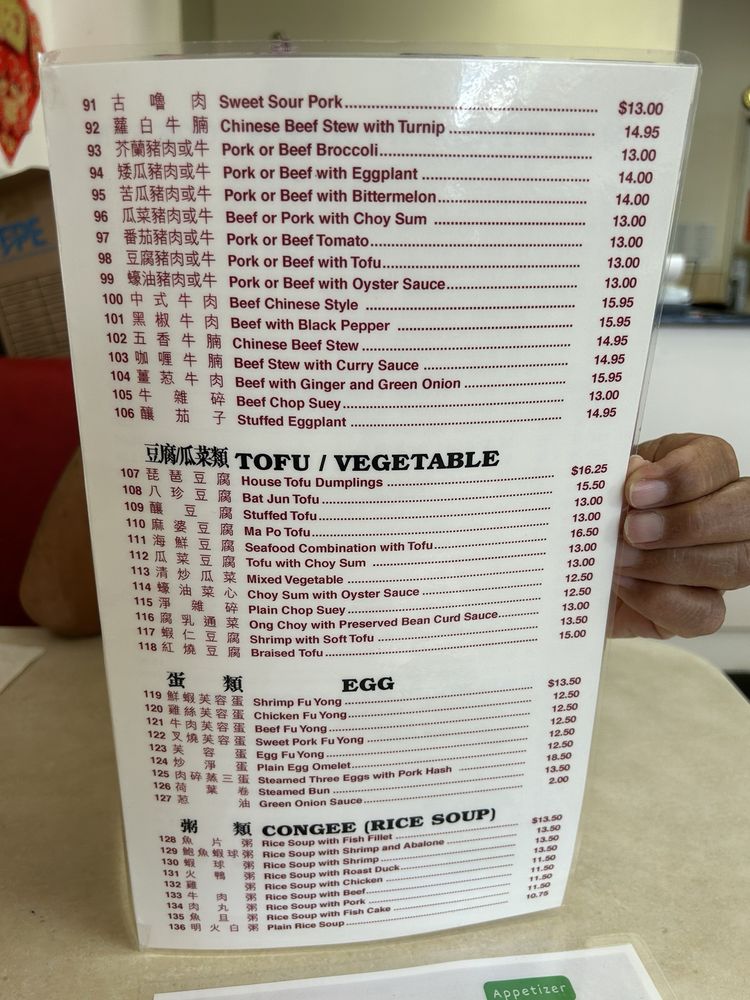 91 古嚕肉 Sweet Sour Pork $13.00
92 蘿白牛腩 Chinese Beef Stew with Turnip 14.95
93 芥蘭豬肉或牛 Pork or Beef Broccoli 13.00
94 矮瓜豬肉或牛 Pork or Beef with Eggplant 14.00
95 苦瓜豬肉或牛 Pork or Beef with Bittermelon 14.00
96 瓜菜豬肉或牛 Beef or Pork with Choy Sum 13.00
97 番茄豬肉或牛 Pork or Beef Tomato 13.00
98 豆腐豬肉或牛 Pork or Beef with Tofu 13.00
99 蠔油豬肉或牛 Pork or Beef with Oyster Sauce 13.00
100 中式牛肉 Beef Chinese Style 15.95
101 黑椒牛肉 Beef with Black Pepper 15.95
102 五香牛腩 Chinese Beef Stew 14.95
103 咖喱牛腩 Beef Stew with Curry Sauce 14.95
104 薑葱牛肉 Beef with Ginger and Green Onion 15.95
105 牛雜碎 Beef Chop Suey 13.00
106 釀茄子 Stuffed Eggplant 14.95
豆腐/瓜菜類 TOFU / VEGETABLE
107 琵琶豆腐 House Tofu Dumplings $16.25
108 八珍豆腐 Bat Jun Tofu 15.50
109 釀豆腐 Stuffed Tofu 13.00
110 麻婆豆腐 Ma Po Tofu 13.00
111 海鮮豆腐 Seafood Combination with Tofu 16.50
112 瓜菜豆腐 Tofu with Choy Sum 13.00
113 清炒瓜菜 Mixed Vegetable 13.00
114 蠔油菜心 Choy Sum with Oyster Sauce 12.50
115 淨雜碎 Plain Chop Suey 12.50
116 腐乳通菜 Ong Choy with Preserved Bean Curd Sauce 13.00
117 蝦仁豆腐 Shrimp with Soft Tofu 13.50
118 紅燒豆腐 Braised Tofu 15.00
蛋類 EGG
119 鮮蝦芙容蛋 Shrimp Fu Yong $13.50
120 雞絲芙容蛋 Chicken Fu Yong 12.50
121 牛肉芙容蛋 Beef Fu Yong 12.50
122 叉燒芙容蛋 Sweet Pork Fu Yong 12.50
123 芙容蛋 Egg Fu Yong 12.50
124 炒淨蛋 Plain Egg Omelet 12.50
125 肉碎蒸三蛋 Steamed Three Eggs with Pork Hash 18.50
126 荷葉卷 Steamed Bun 13.50
127 葱油 Green Onion Sauce 2.00
粥類 CONGEE (RICE SOUP)
128 魚片粥 Rice Soup with Fish Fillet $13.50
129 鮑魚蝦球粥 Rice Soup with Shrimp and Abalone 13.50
130 蝦球粥 Rice Soup with Shrimp 13.50
131 火鴨粥 Rice Soup with Roast Duck 13.50
132 雞粥 Rice Soup with Chicken 11.50
133 牛肉粥 Rice Soup with Beef 11.50
134 肉丸粥 Rice Soup with Pork 11.50
135 魚旦粥 Rice Soup with Fish Cake 11.50
136 明火白粥 Plain Rice Soup 10.75
Appetizer